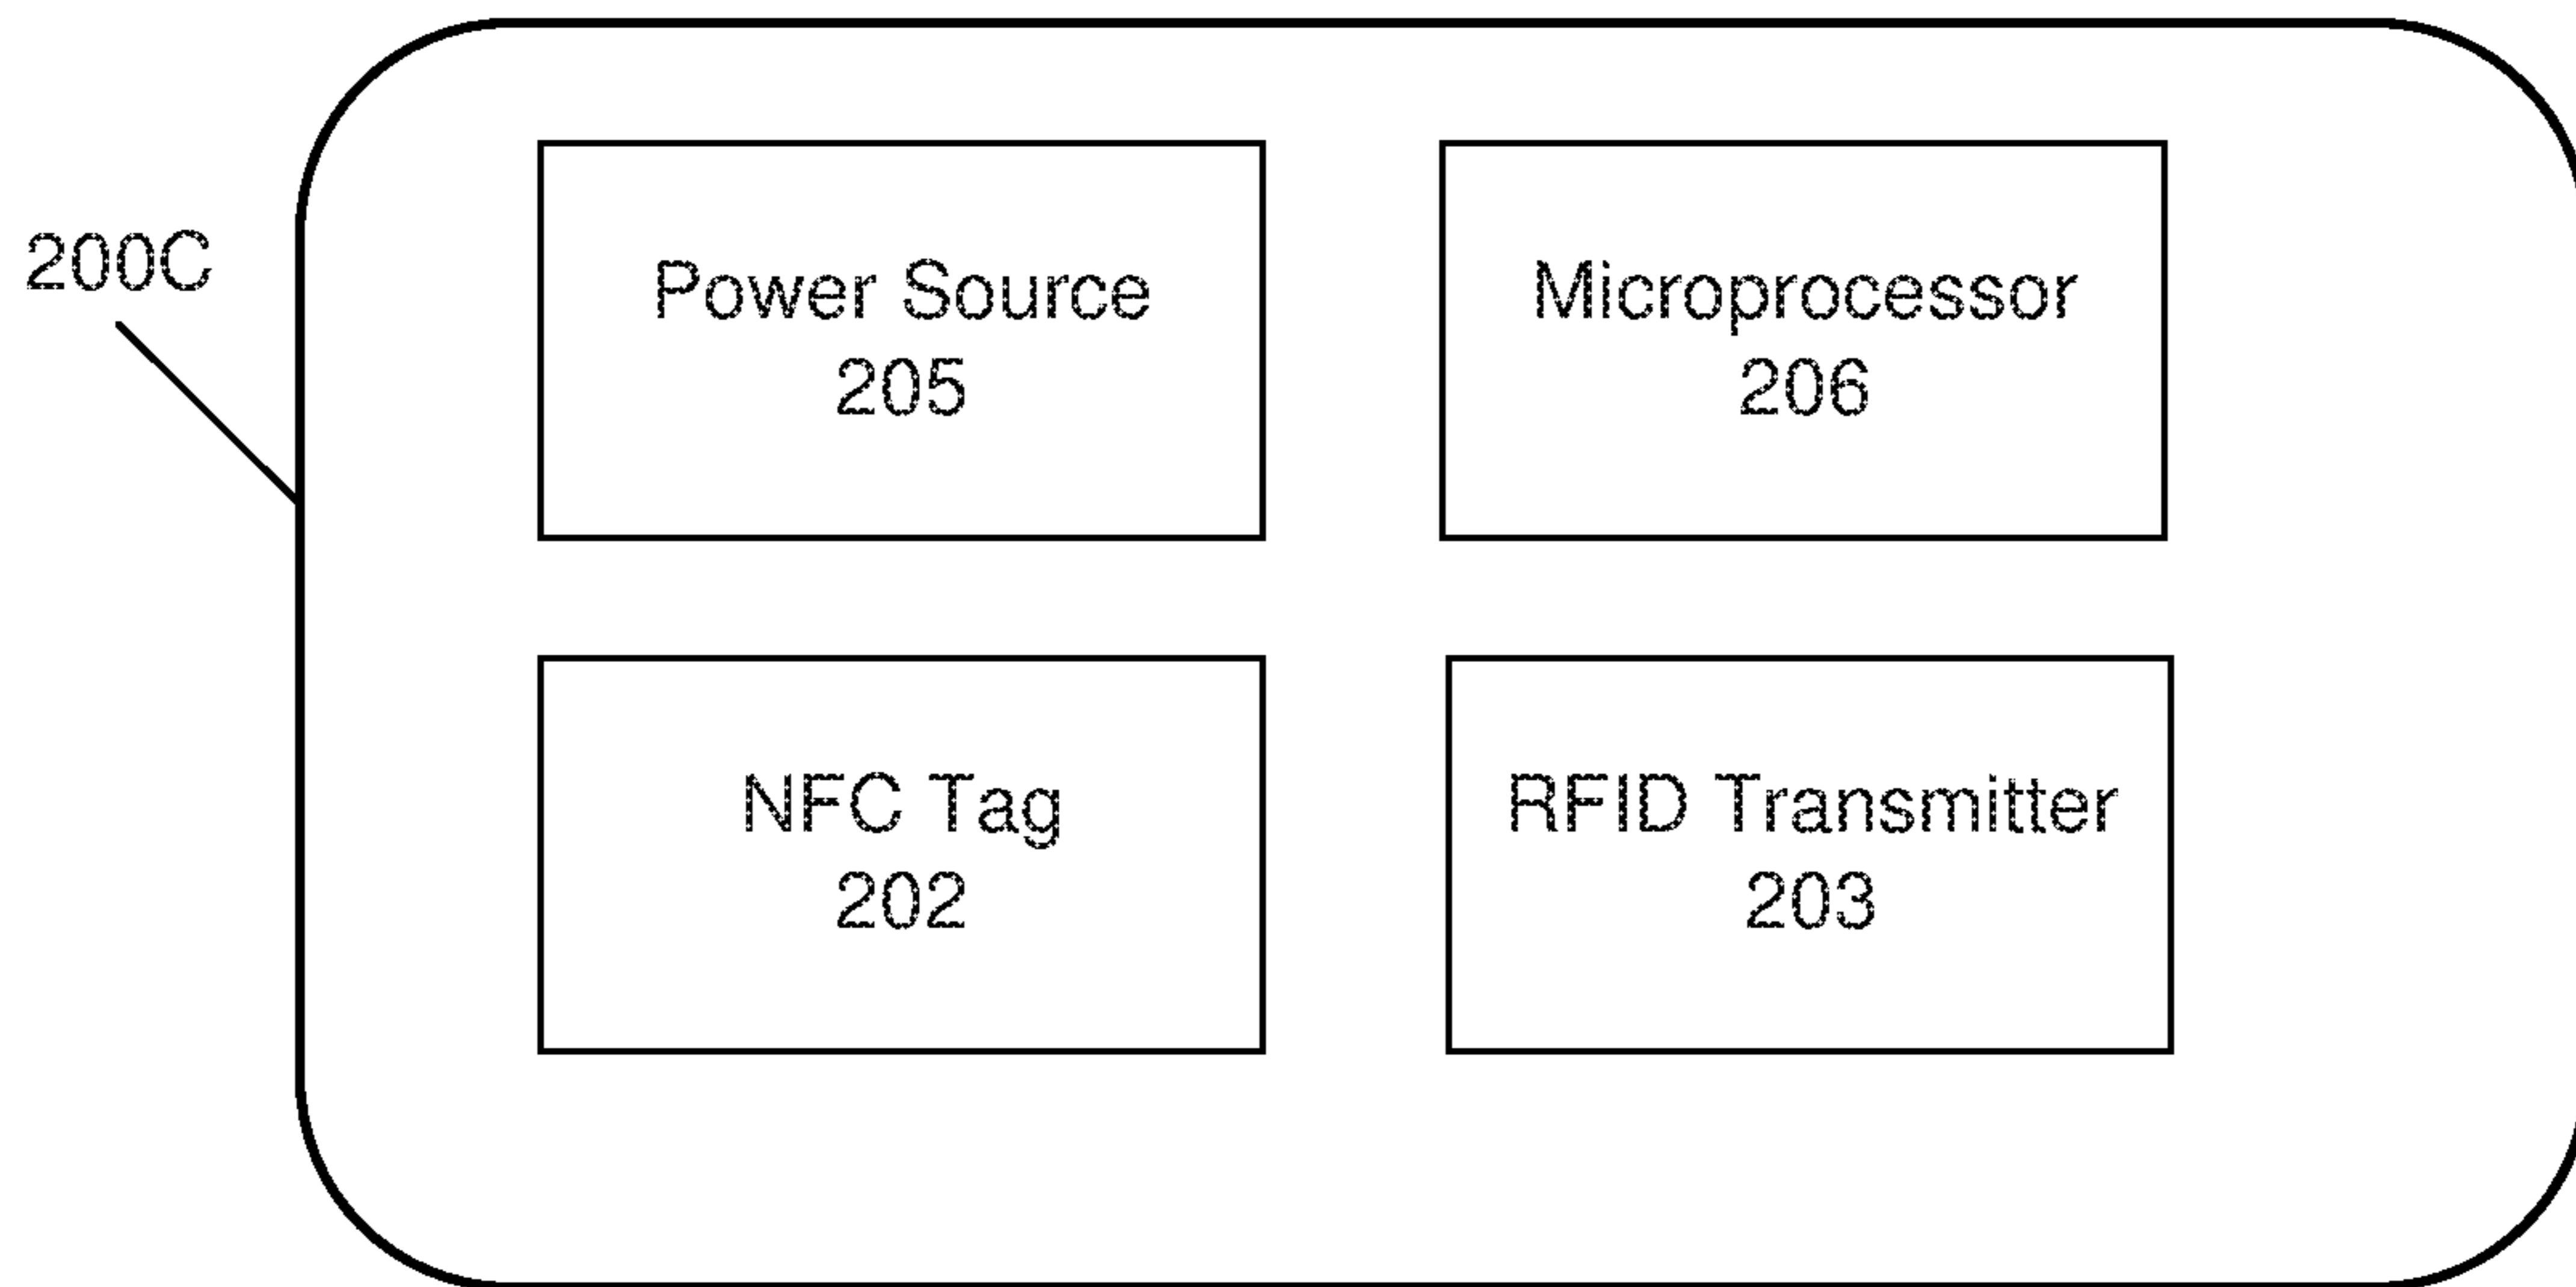 200C
Power Source
205
Microprocessor
206
NFC Tag
202
RFID Transmitter
203